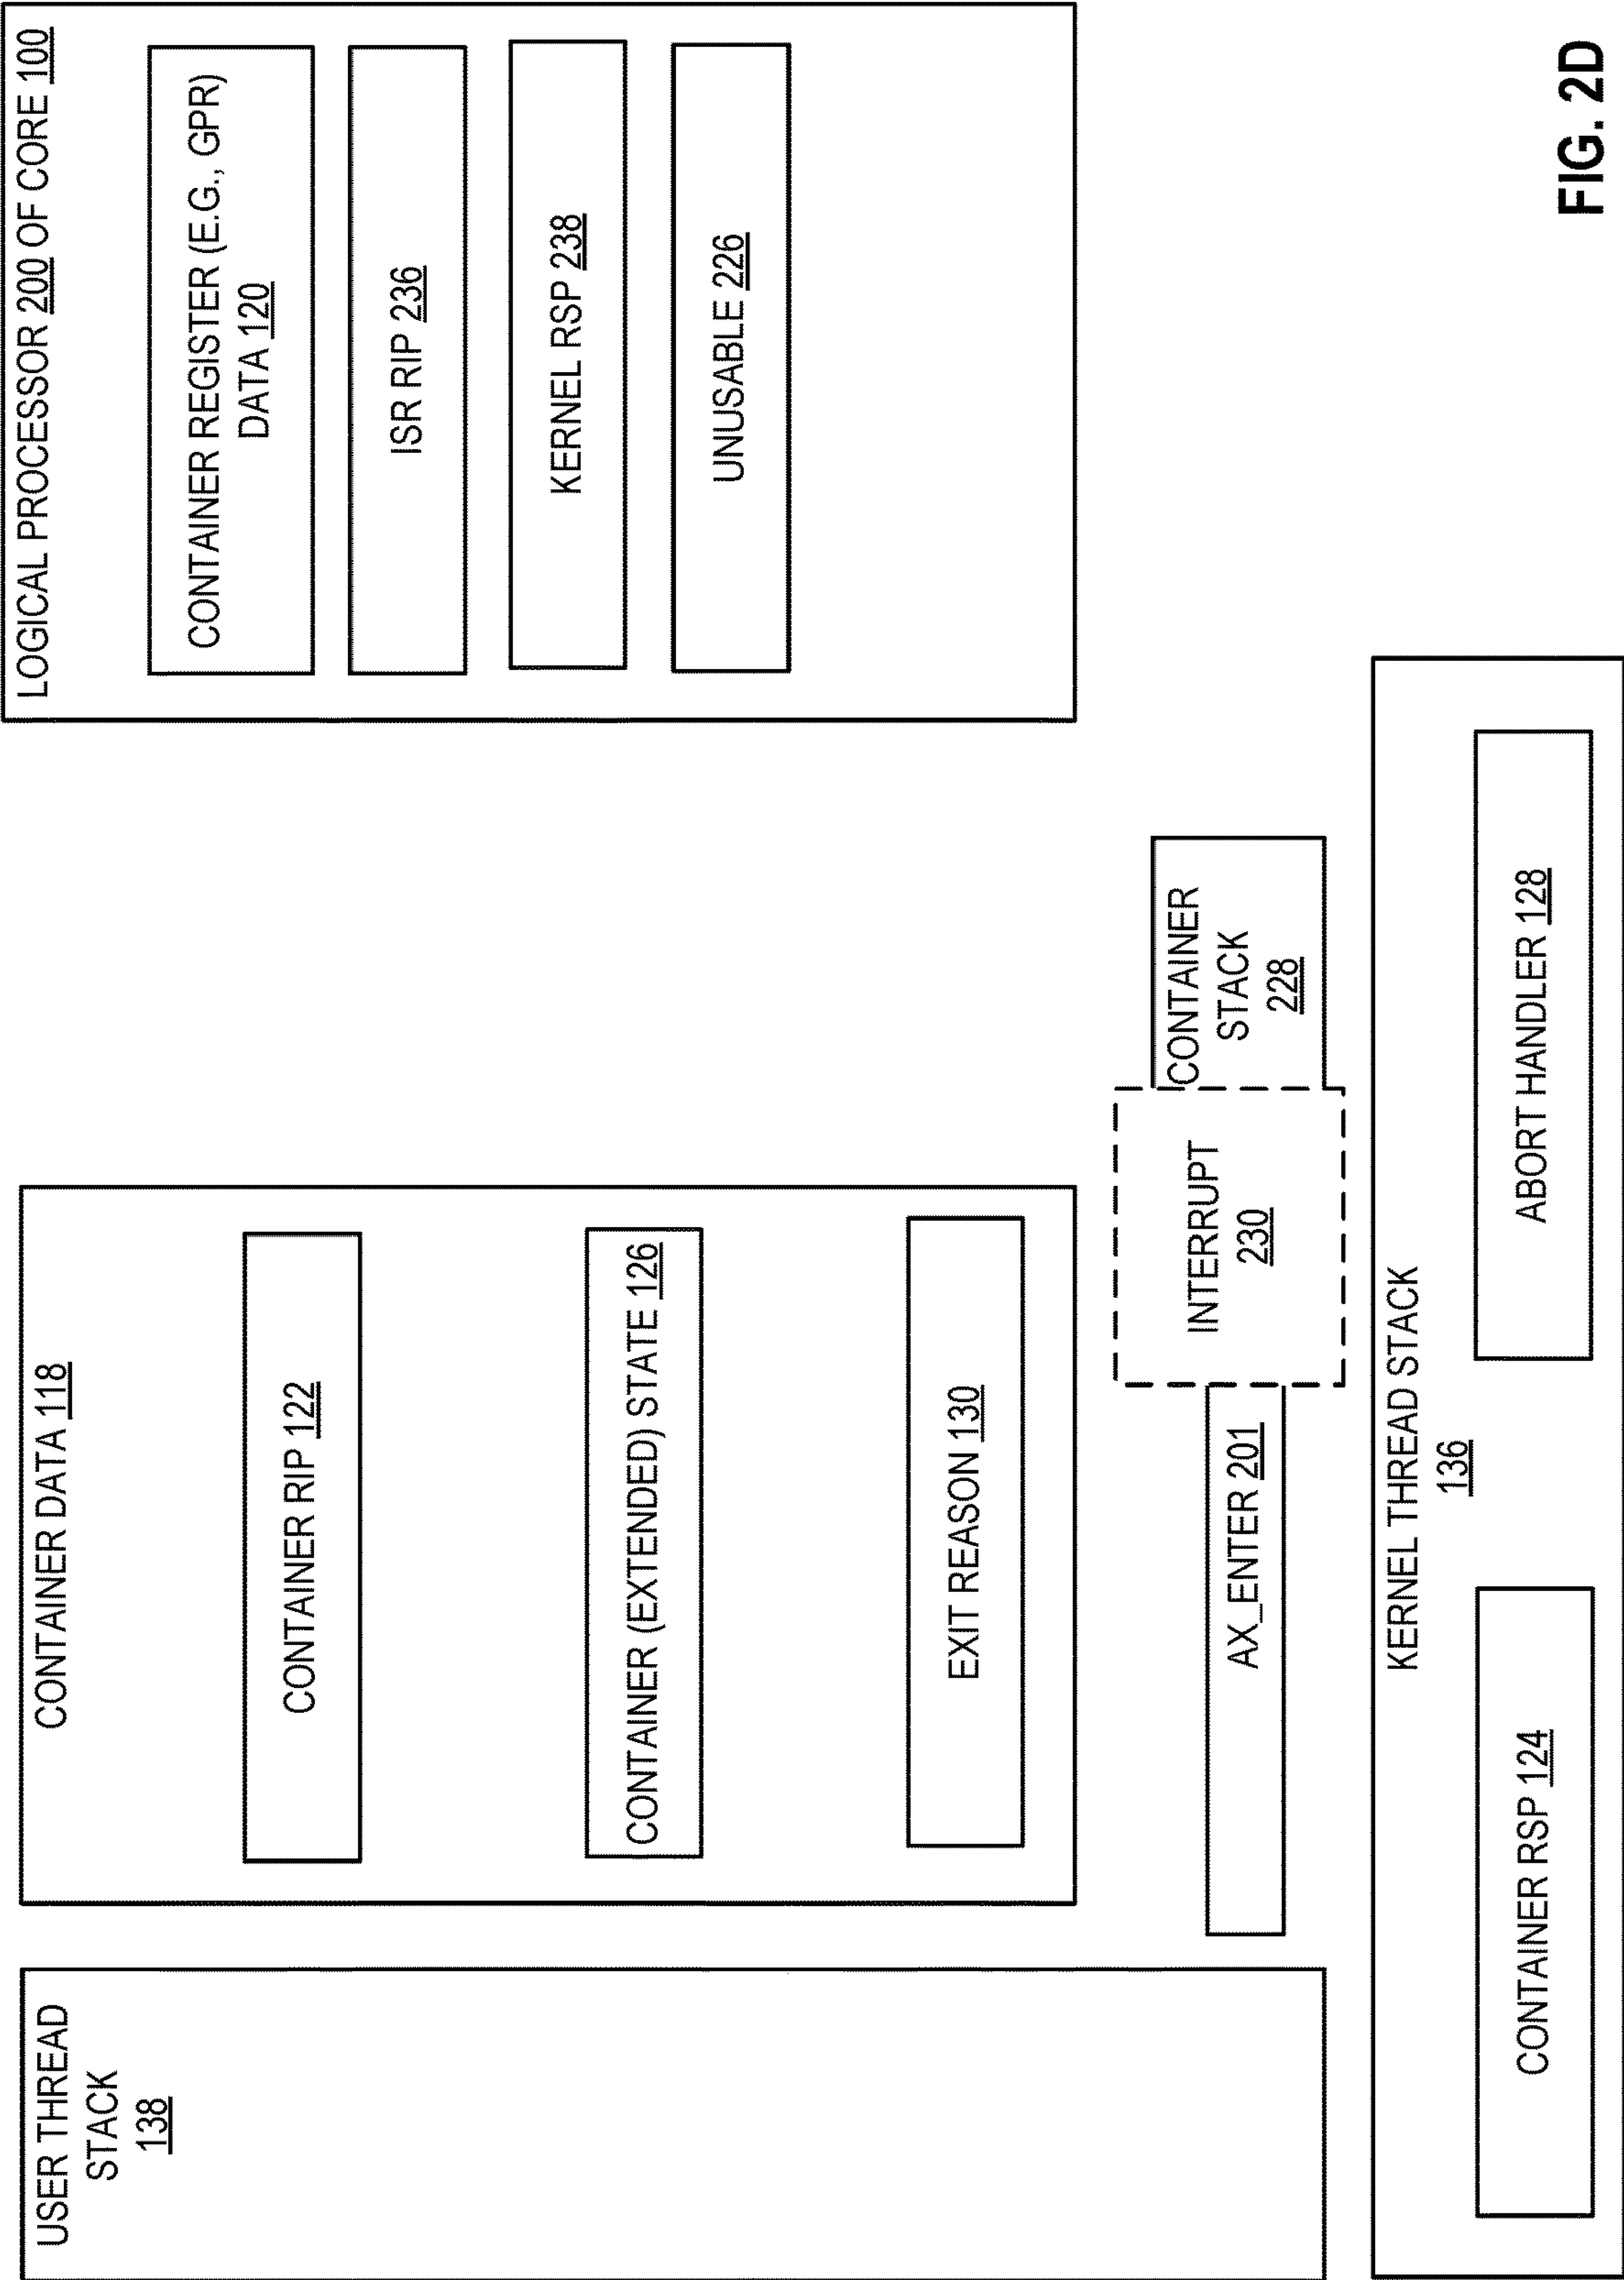 USER THREAD
STACK
138
CONTAINER DATA 118
CONTAINER RIP 122
CONTAINER (EXTENDED) STATE 126
EXIT REASON 130
LOGICAL PROCESSOR 200 OF CORE 100
CONTAINER REGISTER (E.G., GPR)
DATA 120
ISR RIP 236
KERNEL RSP 238
UNUSABLE 226
AX_ENTER 201
INTERRUPT
230
CONTAINER
STACK
228
KERNEL THREAD STACK
136
CONTAINER RSP 124
ABORT HANDLER 128
FIG. 2D